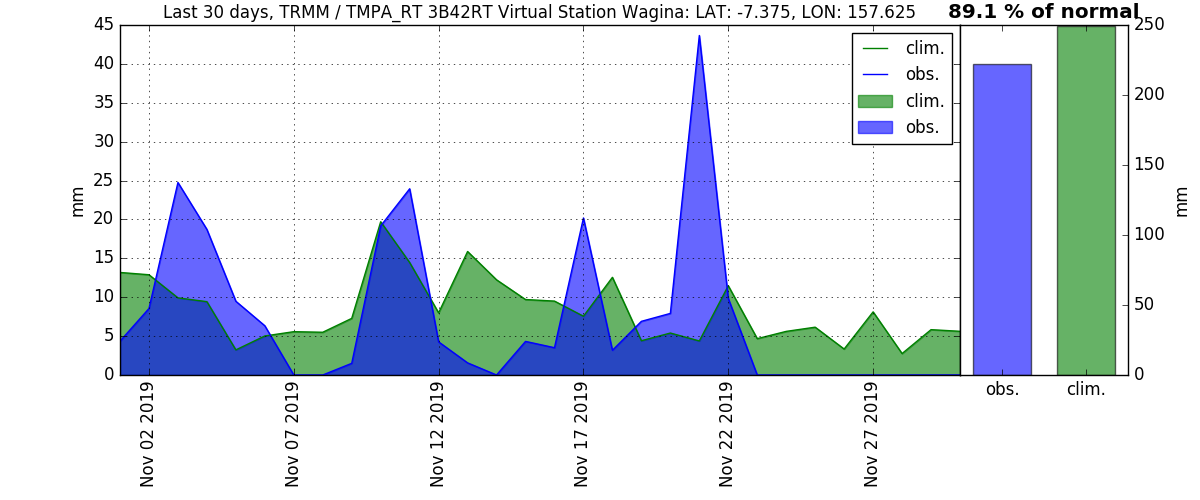 Last 30 days, TRMM / TMPA_RT 3B42RT Virtual Station Wagina: LAT: -7.375, LON: 157.625
89.1 % of normal
45
40
35
30
25
20
15
10
5
0
mm
clim.
obs.
clim.
obs.
250
200
150
100
50
0
mm
obs.
clim.
Nov 02 2019
Nov 07 2019
Nov 12 2019
Nov 17 2019
Nov 22 2019
Nov 27 2019